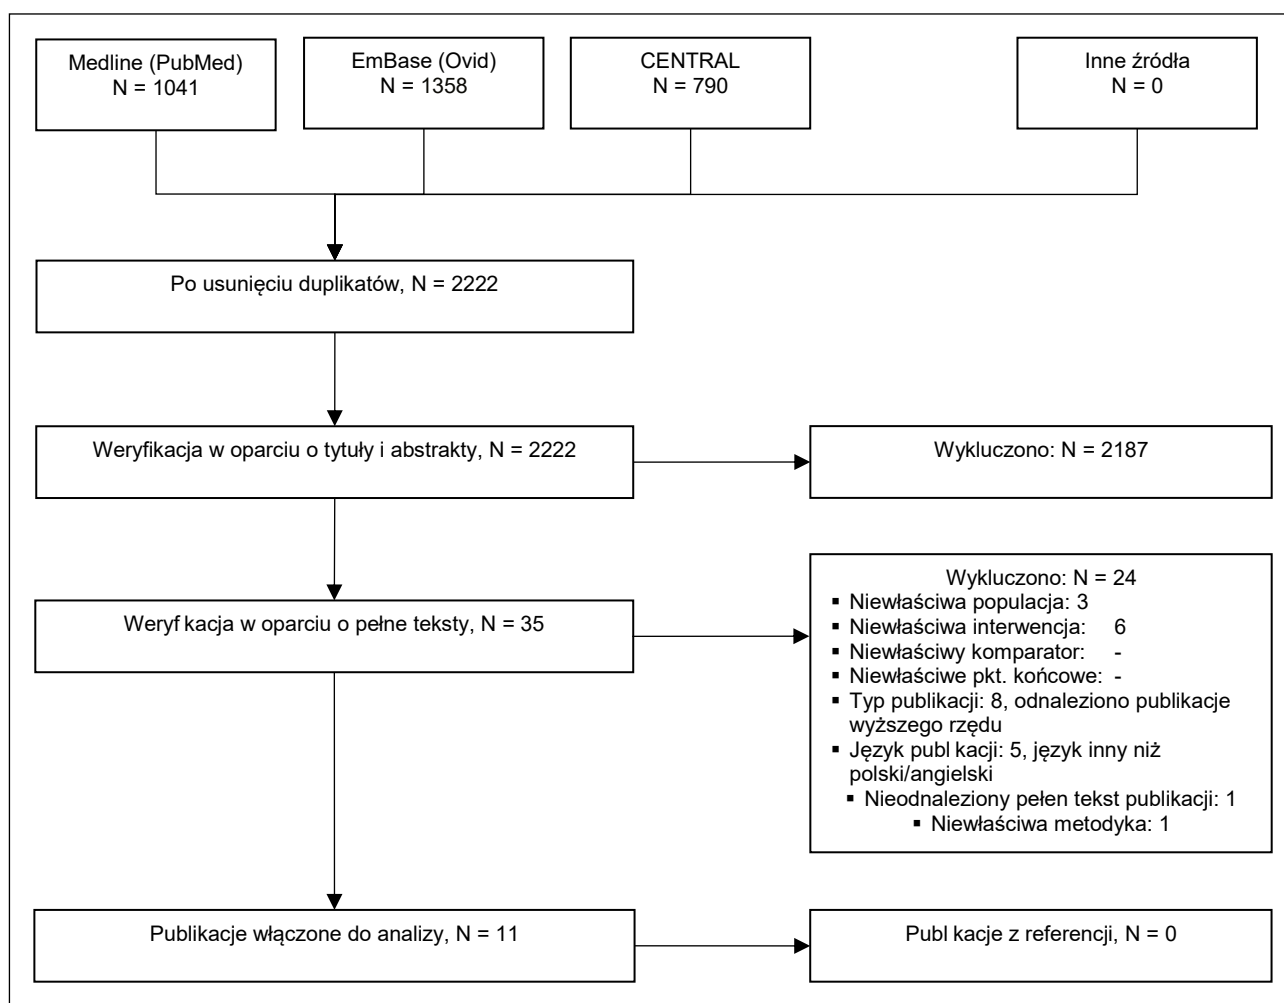 Medline (PubMed)
N = 1041
EmBase (Ovid)
N = 1358
CENTRAL
N = 790
Inne źródła
N = 0
Po usunięciu duplikatów, N = 2222
Weryfikacja w oparciu o tytuły i abstrakty, N = 2222
Wykluczono: N = 2187
Weryf kacja w oparciu o pełne teksty, N = 35
Wykluczono: N = 24
▪ Niewłaściwa populacja: 3
▪ Niewłaściwa interwencja: 6
▪ Niewłaściwy komparator: -
▪ Niewłaściwe pkt. końcowe: -
▪ Typ publikacji: 8, odnaleziono publikacje
wyższego rzędu
▪ Język publ kacji: 5, język inny niż
polski/angielski
▪ Nieodnaleziony pełen tekst publikacji: 1
▪ Niewłaściwa metodyka: 1
Publikacje włączone do analizy, N = 11
Publ kacje z referencji, N = 0